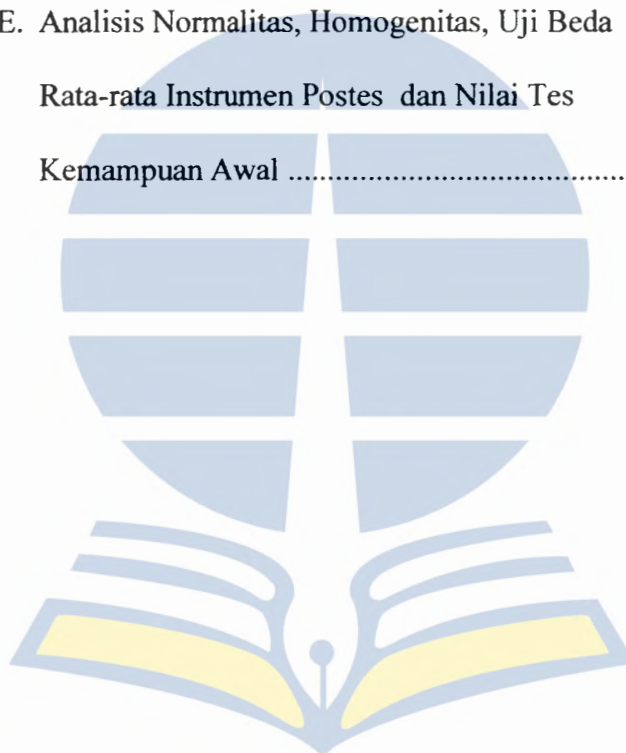 E. Analisis Normalitas, Homogenitas, Uji Beda
Rata-rata Instrumen Postes dan Nilai Tes
Kemampuan Awal ...........................................